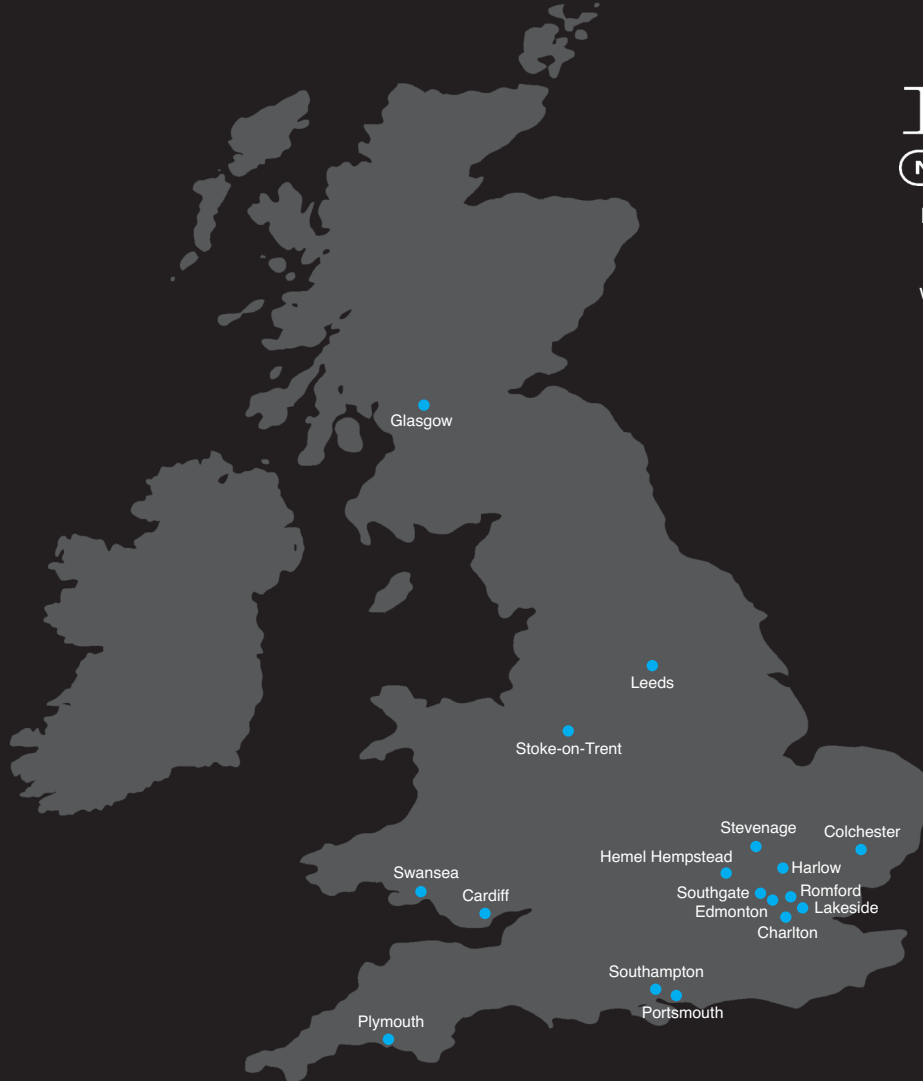 Glasgow
Leeds
Stoke-on-Trent
Stevenage
Colchester
Hemel Hempstead
Harlow
Swansea
Cardiff
Southgate
Romford
Edmonton
Lakeside
Charlton
Southampton
Portsmouth
Plymouth